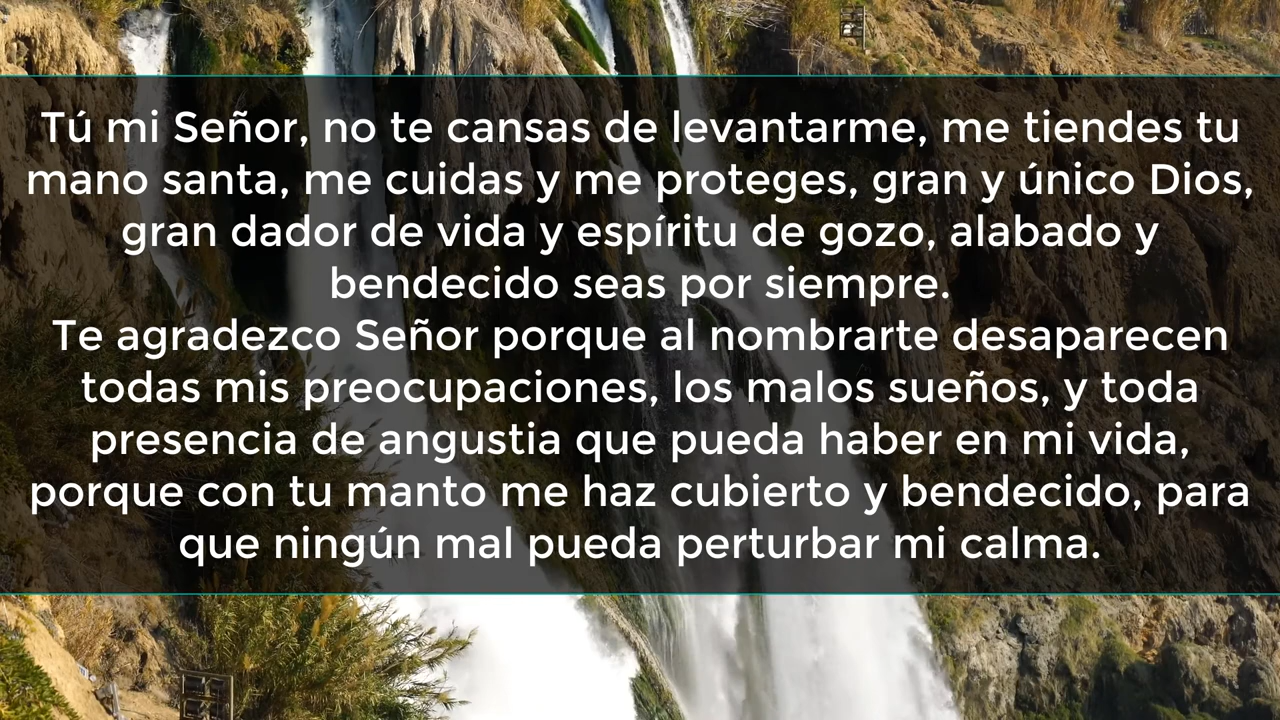 Tú mi Señor, no te cansas de levantarme, me tiendes tu
mano santa, me cuidas y me proteges, gran y único Dios,
gran dador de vida y espíritu de gozo, alabado y
bendecido seas por siempre.
Te agradezco Señor porque al nombrarte desaparecen
todas mis preocupaciones, los malos sueños, y toda
presencia de angustia que pueda haber en mi vida,
porque con tu manto me haz cubierto y bendecido, para
que ningún mal pueda perturbar mi calma.